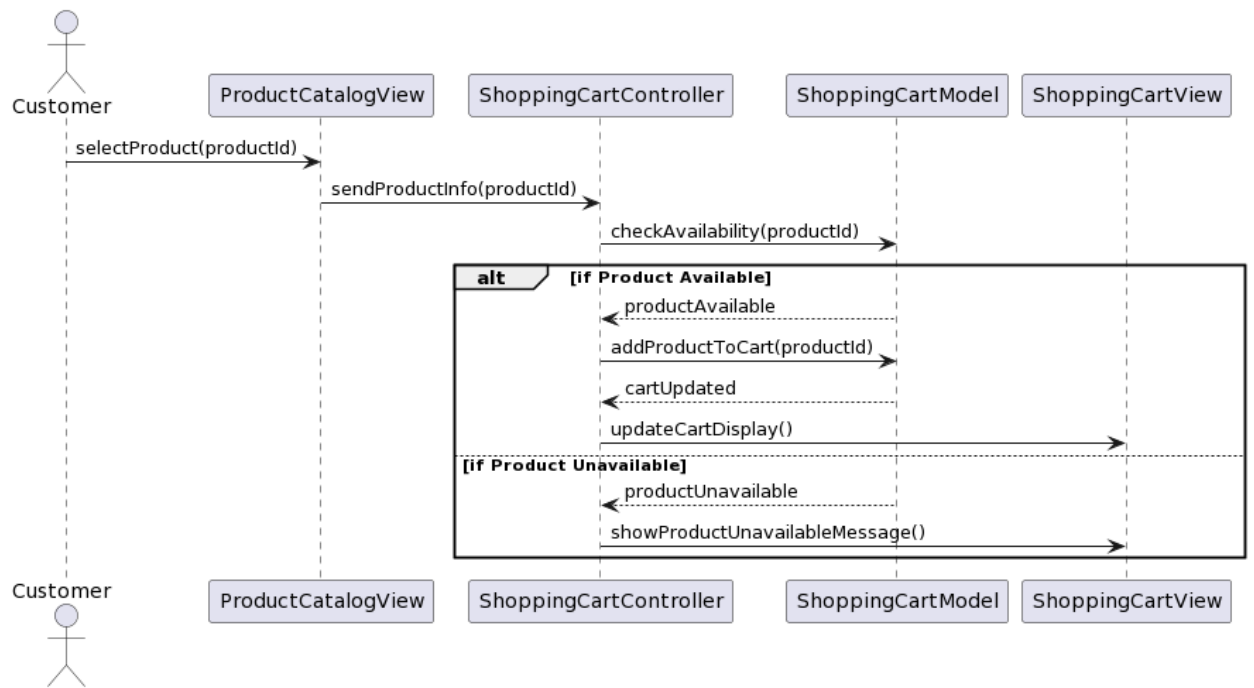 Customer
ProductCatalogView
ShoppingCartController
ShoppingCartModel
ShoppingCartView
selectProduct(productId)
sendProductInfo(productId)
checkAvailability(productId)
alt
[if Product Available]
productAvailable
addProductToCart(productId)
cartUpdated
updateCartDisplay()
[if Product Unavailable]
productUnavailable
showProductUnavailableMessage()
Customer
ProductCatalogView
ShoppingCartController
ShoppingCartModel
ShoppingCartView